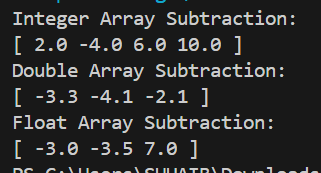 Integer Array Subtraction:
[ 2.0 -4.0 6.0 10.0 ]
Double Array Subtraction:
[ -3.3 -4.1 -2.1 ]
Float Array Subtraction:
[ -3.0 -3.5 7.0 ]